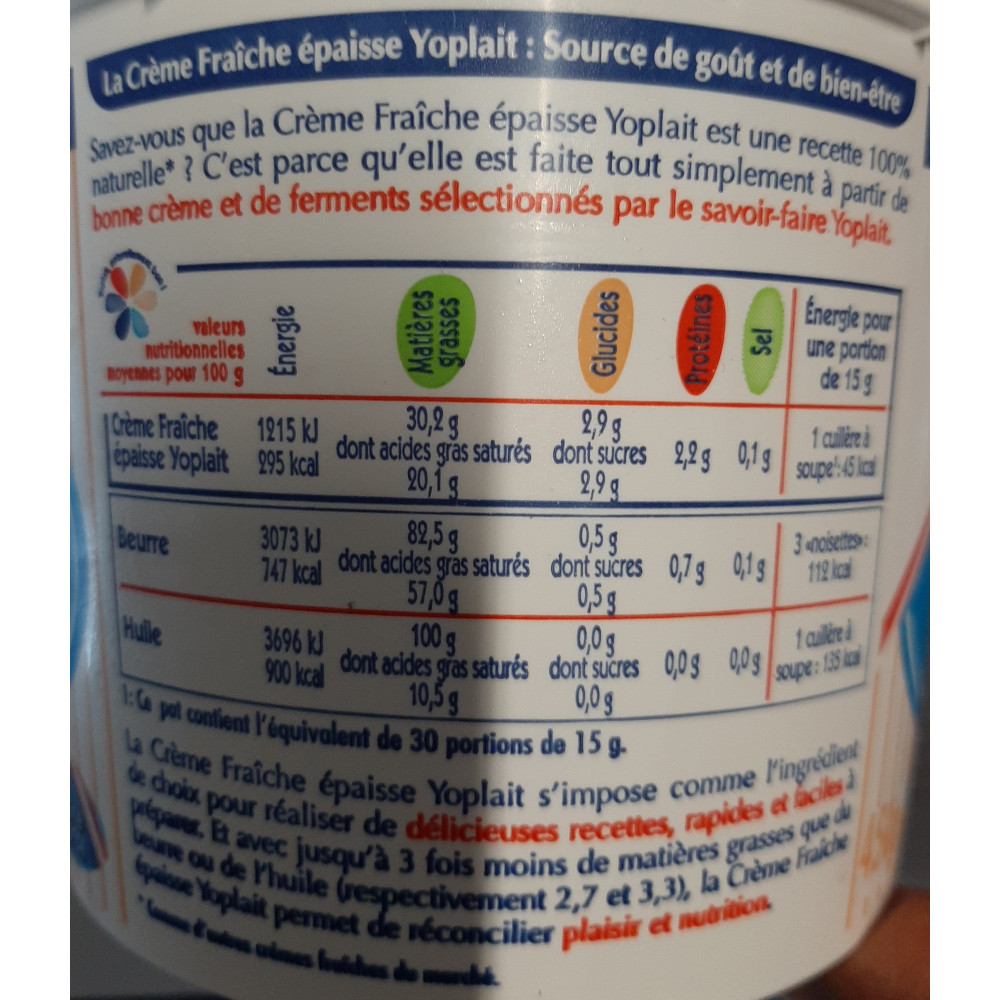 La Crème Fraîche épaisse Yoplait : Source de goût et de bien-être
Savez-vous que la Crème Fraîche épaisse Yoplait est une recette 100%
naturelle* ? C'est parce qu'elle est faite tout simplement à partir de
bonne crème et de ferments sélectionnés par le savoir-faire Yoplait.
valeurs
nutritionnelles
moyennes pour 100 g
Énergie
Matières
grasses
Glucides
Protéines
Sel
Énergie pour
une portion
de 15 g
Crème Fraîche
épaisse Yoplait
1215 kJ
295 kcal
30,2 g
dont acides gras saturés
20,1 g
2,9 g
dont sucres
2,9 g
2,2 g
0,1 g
1 cuillère à
soupe¹: 45 kcal
Beurre
3073 kJ
747 kcal
82,5 g
dont acides gras saturés
57,0 g
0,5 g
dont sucres
0,5 g
0,7 g
0,1 g
3 «noisettes»:
112 kcal
Huile
3696 kJ
900 kcal
100 g
dont acides gras saturés
10,5 g
0,0 g
dont sucres
0,0 g
0,0 g
0,0 g
1 cuillère à
soupe : 135 kcal
1: Ce pot contient l'équivalent de 30 portions de 15 g.
La Crème Fraîche épaisse Yoplait s'impose comme l'ingrédient
de choix pour réaliser de délicieuses recettes, rapides et faciles à
préparer. Et avec jusqu'à 3 fois moins de matières grasses que du
beurre ou de l'huile (respectivement 2,7 et 3,3), la Crème Fraîche
épaisse Yoplait permet de réconcilier plaisir et nutrition.
* Comme d'autres crèmes fraîches du marché.